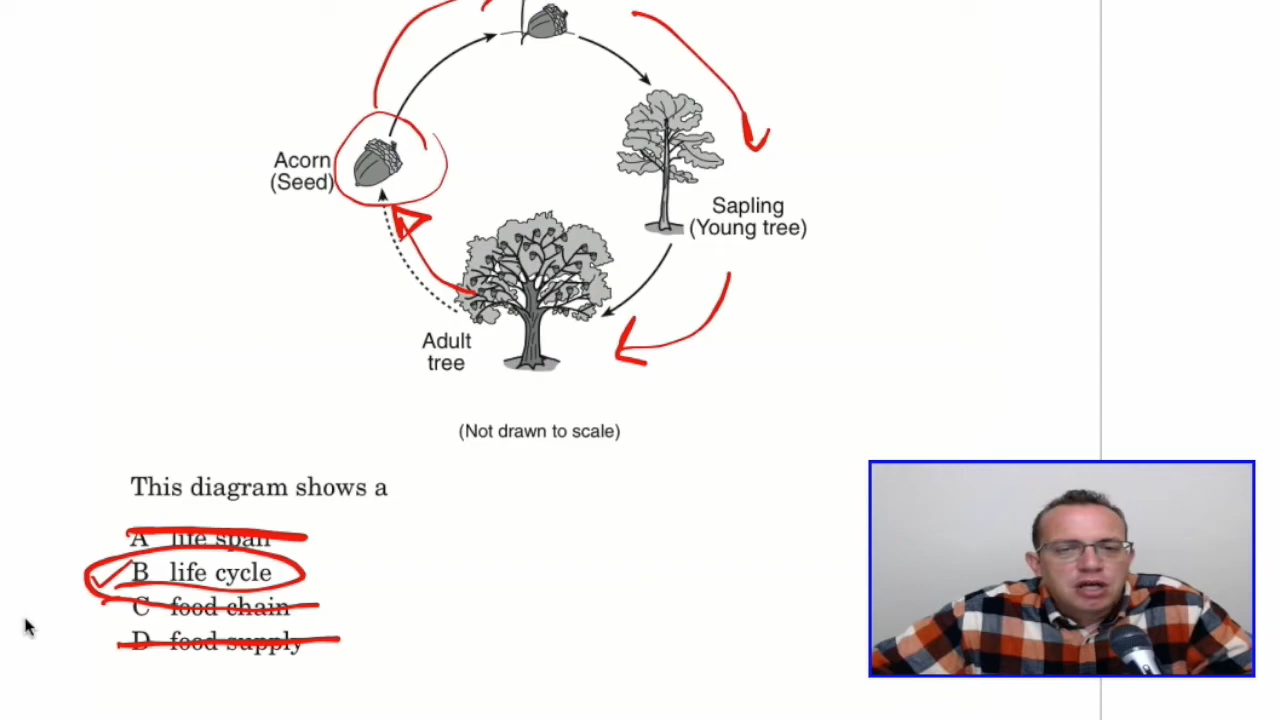 Acorn
(Seed)
Sapling
(Young tree)
Adult
tree
(Not drawn to scale)
This diagram shows a
A life span
B life cycle
C food chain
D food supply